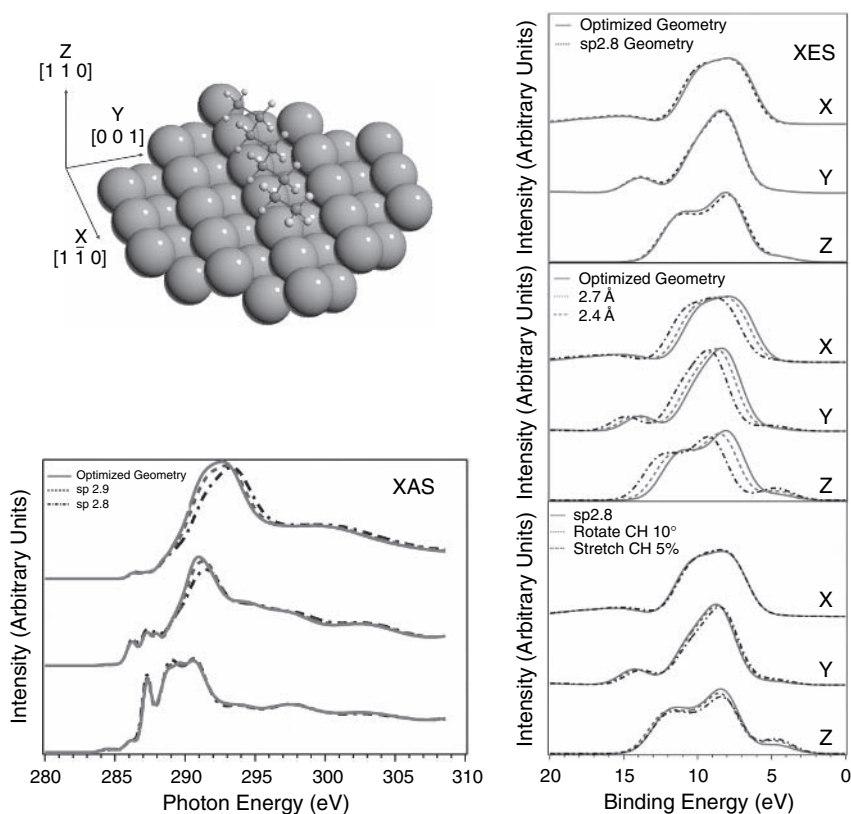 Z
[1 1 0]
Y
[0 0 1]
X
[1 1̄ 0]
Intensity (Arbitrary Units)
Optimized Geometry
sp 2.9
sp 2.8
XAS
280 285 290 295 300 305 310
Photon Energy (eV)
Intensity (Arbitrary Units)
Optimized Geometry
sp2.8 Geometry
XES
X
Y
Z
Intensity (Arbitrary Units)
Optimized Geometry
2.7 Å
2.4 Å
X
Y
Z
Intensity (Arbitrary Units)
sp2.8
Rotate CH 10°
Stretch CH 5%
X
Y
Z
20 15 10 5 0
Binding Energy (eV)